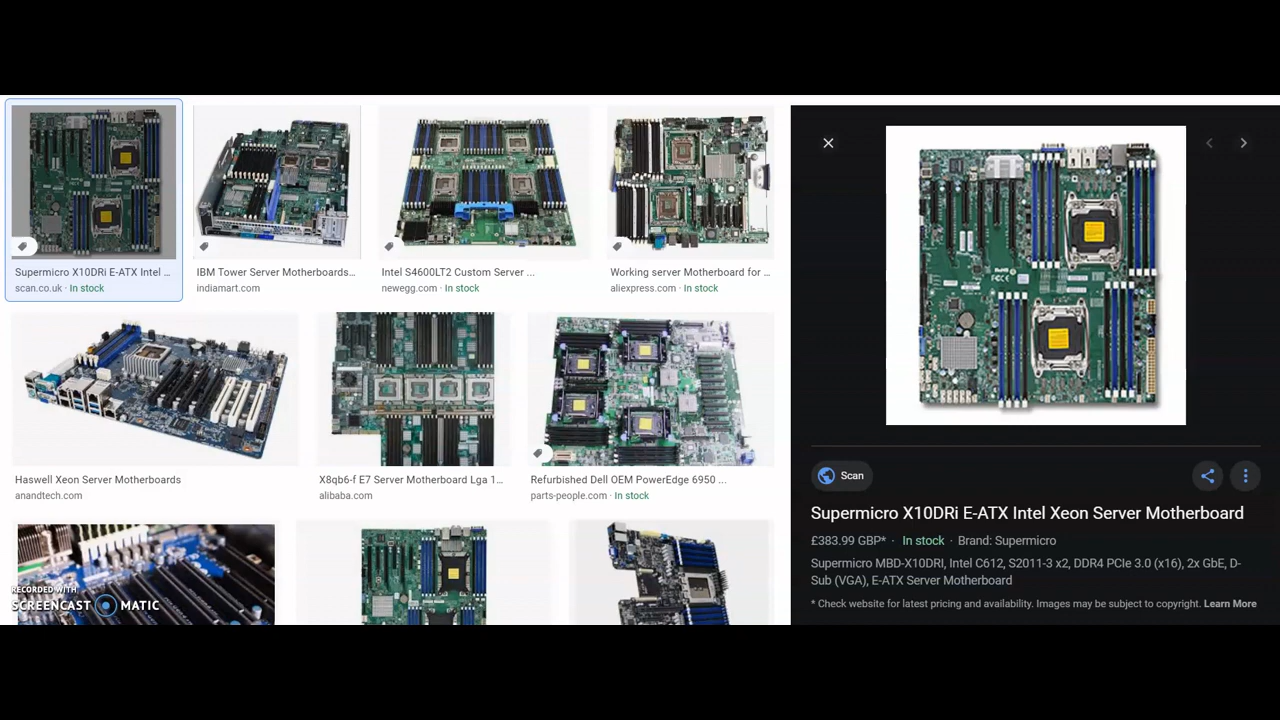 Supermicro X10DRi E-ATX Intel ...
scan.co.uk · In stock
IBM Tower Server Motherboards...
indiamart.com
Intel S4600LT2 Custom Server ...
newegg.com · In stock
Working server Motherboard for ...
aliexpress.com · In stock
Haswell Xeon Server Motherboards
anandtech.com
X8qb6-f E7 Server Motherboard Lga 1...
alibaba.com
Refurbished Dell OEM PowerEdge 6950 ...
parts-people.com · In stock
RECORDED WITH
SCREENCAST MATIC
Scan
Supermicro X10DRi E-ATX Intel Xeon Server Motherboard
£383.99 GBP* · In stock · Brand: Supermicro
Supermicro MBD-X10DRI, Intel C612, S2011-3 x2, DDR4 PCIe 3.0 (x16), 2x GbE, D-
Sub (VGA), E-ATX Server Motherboard
* Check website for latest pricing and availability. Images may be subject to copyright. Learn More